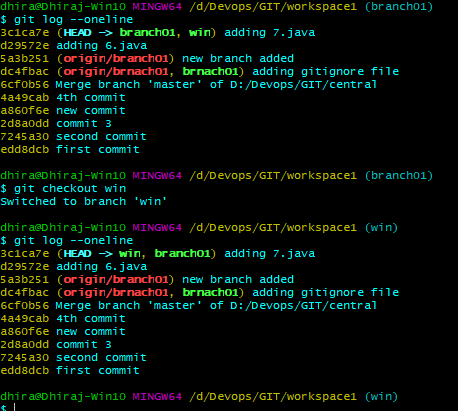 dhira@Dhiraj-Win10 MINGW64 /d/Devops/GIT/workspace1 (branch01)
$ git log --oneline
3c1ca7e (HEAD -> branch01, win) adding 7.java
d29572e adding 6.java
5a3b251 (origin/branch01) new branch added
dc4fbac (origin/brnach01, brnach01) adding gitignore file
6cf0b56 Merge branch 'master' of D:/Devops/GIT/central
4a49cab 4th commit
a860f6e new commit
2d8a0dd commit 3
7245a30 second commit
edd8dcb first commit
dhira@Dhiraj-Win10 MINGW64 /d/Devops/GIT/workspace1 (branch01)
$ git checkout win
Switched to branch 'win'
dhira@Dhiraj-Win10 MINGW64 /d/Devops/GIT/workspace1 (win)
$ git log --oneline
3c1ca7e (HEAD -> win, branch01) adding 7.java
d29572e adding 6.java
5a3b251 (origin/branch01) new branch added
dc4fbac (origin/brnach01, brnach01) adding gitignore file
6cf0b56 Merge branch 'master' of D:/Devops/GIT/central
4a49cab 4th commit
a860f6e new commit
2d8a0dd commit 3
7245a30 second commit
edd8dcb first commit
dhira@Dhiraj-Win10 MINGW64 /d/Devops/GIT/workspace1 (win)
$